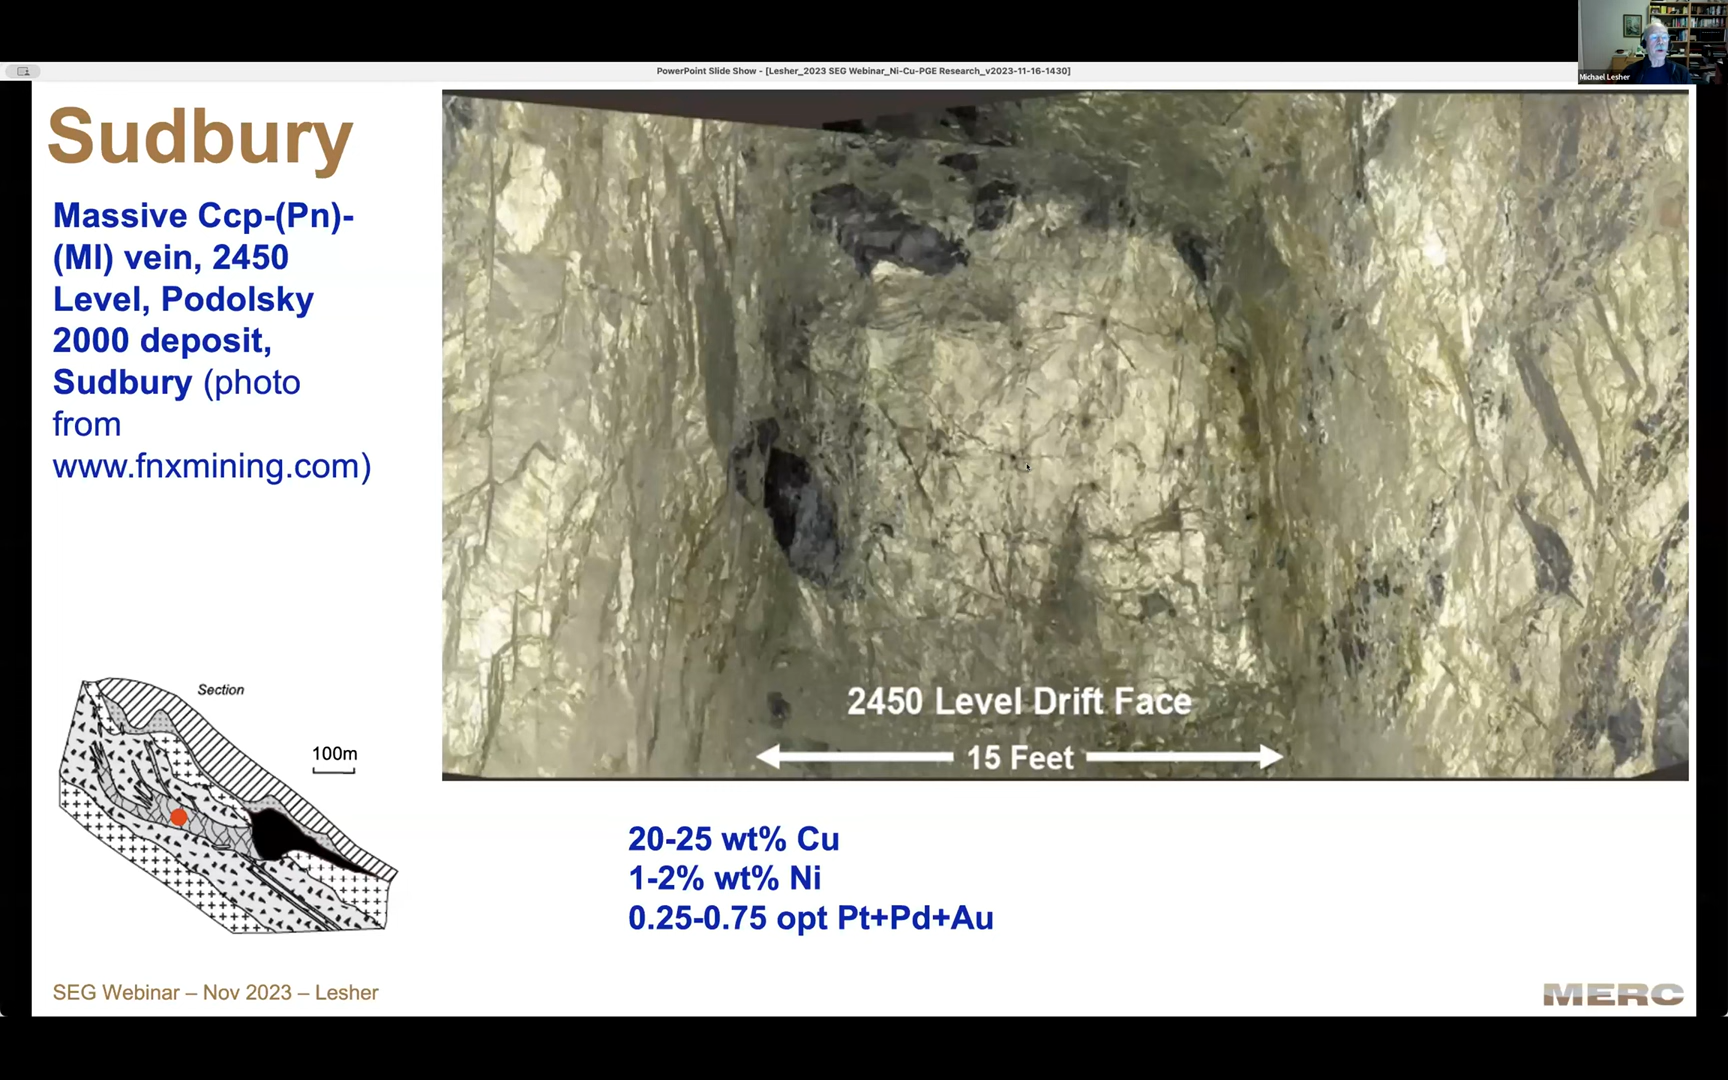 PowerPoint Slide Show - [Lesher_2023 SEG Webinar_Ni-Cu-PGE Research_v2023-11-16-1430]
Michael Lesher
Sudbury
Massive Ccp-(Pn)-
(Ml) vein, 2450
Level, Podolsky
2000 deposit,
Sudbury (photo
from
www.fnxmining.com)
Section
100m
2450 Level Drift Face
15 Feet
20-25 wt% Cu
1-2% wt% Ni
0.25-0.75 opt Pt+Pd+Au
SEG Webinar – Nov 2023 – Lesher
MERC